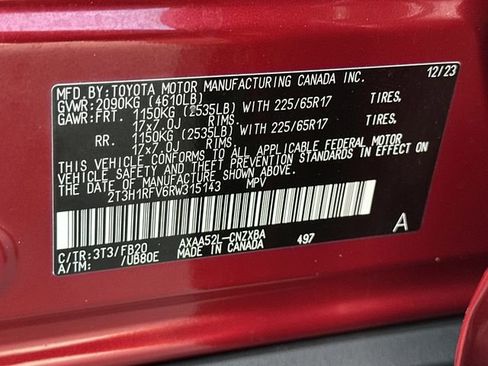 MFD.BY:TOYOTA MOTOR MANUFACTURING CANADA INC. 12/23
GVWR:2090KG (4610LB)
GAWR:FRT. 1150KG (2535LB) WITH 225/65R17 TIRES,
17x7.0J RIMS.
RR. 1150KG (2535LB) WITH 225/65R17 TIRES,
17x7.0J RIMS.
THIS VEHICLE CONFORMS TO ALL APPLICABLE FEDERAL MOTOR
VEHICLE SAFETY AND THEFT PREVENTION STANDARDS IN EFFECT ON
THE DATE OF MANUFACTURE SHOWN ABOVE.
2T3H1RFV6RW315143 MPV
A
C/TR:3T3/FB20 AXAA52L-CNZXBA 497
A/TM: /UB80E MADE IN CANADA